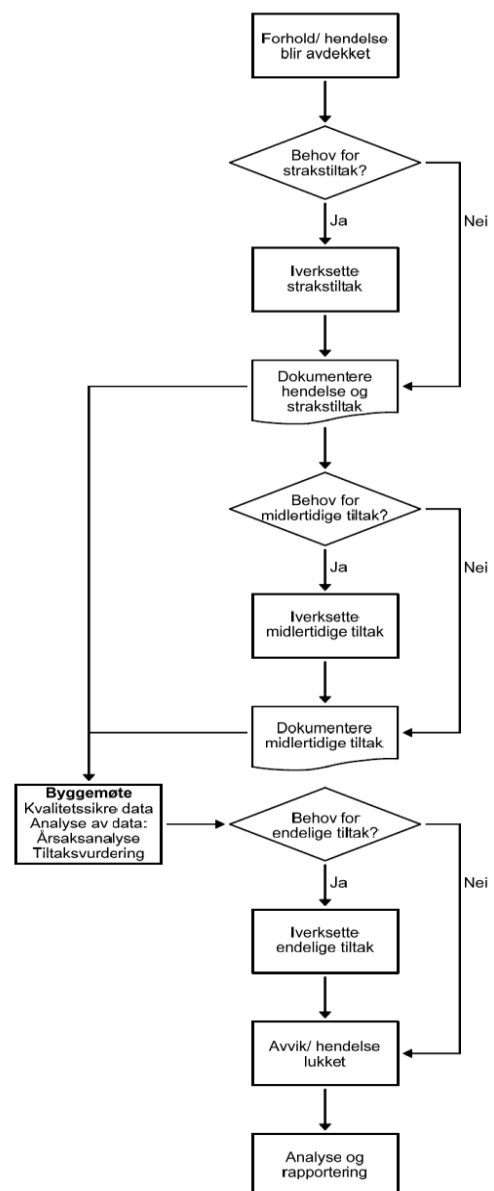 Forhold/ hendelse
blir avdekket
Behov for
strakstiltak?
Ja
Nei
Iverksette
strakstiltak
Dokumentere
hendelse og
strakstiltak
Behov for
midlertidige tiltak?
Ja
Nei
Iverksette
midlertidige tiltak
Dokumentere
midlertidige tiltak
Byggemøte
Kvalitetssikre data
Analyse av data:
Årsaksanalyse
Tiltaksvurdering
Behov for
endelige tiltak?
Ja
Nei
Iverksette
endelige tiltak
Avvik/ hendelse
lukket
Analyse og
rapportering